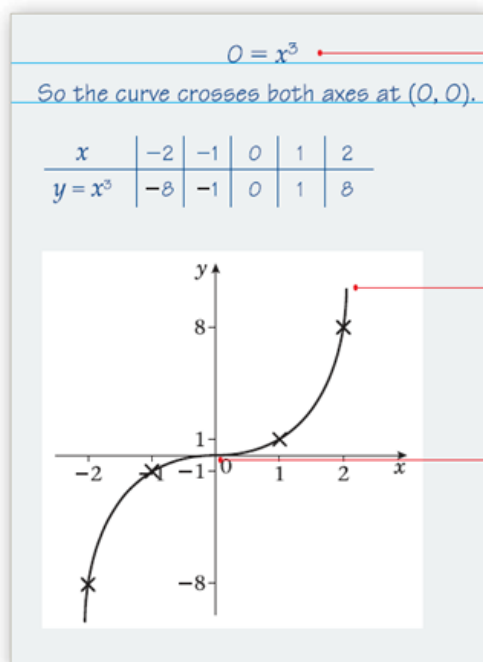 0 = x³
So the curve crosses both axes at (0, 0).
x −2 −1 0 1 2
y = x³ −8 −1 0 1 8
y
8
1
−2 −1 −1 0 1 2 x
−8